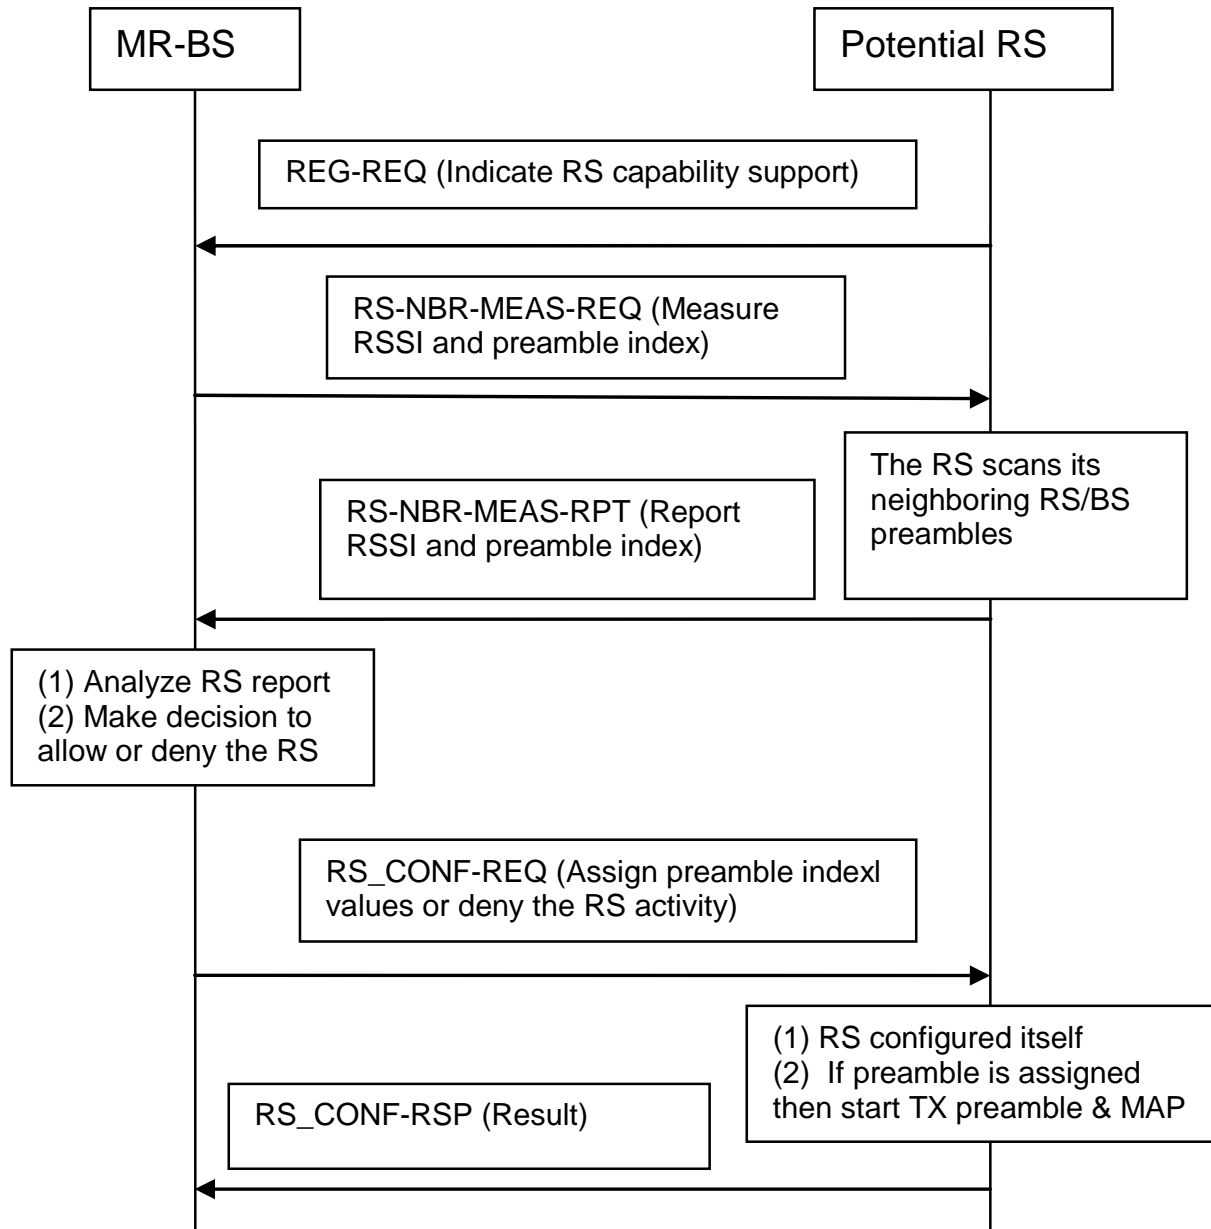 MR-BS
Potential RS
REG-REQ (Indicate RS capability support)
RS-NBR-MEAS-REQ (Measure
RSSI and preamble index)
The RS scans its
neighboring RS/BS
preambles
RS-NBR-MEAS-RPT (Report
RSSI and preamble index)
(1) Analyze RS report
(2) Make decision to
allow or deny the RS
RS_CONF-REQ (Assign preamble indexl
values or deny the RS activity)
(1) RS configured itself
(2) If preamble is assigned
then start TX preamble & MAP
RS_CONF-RSP (Result)